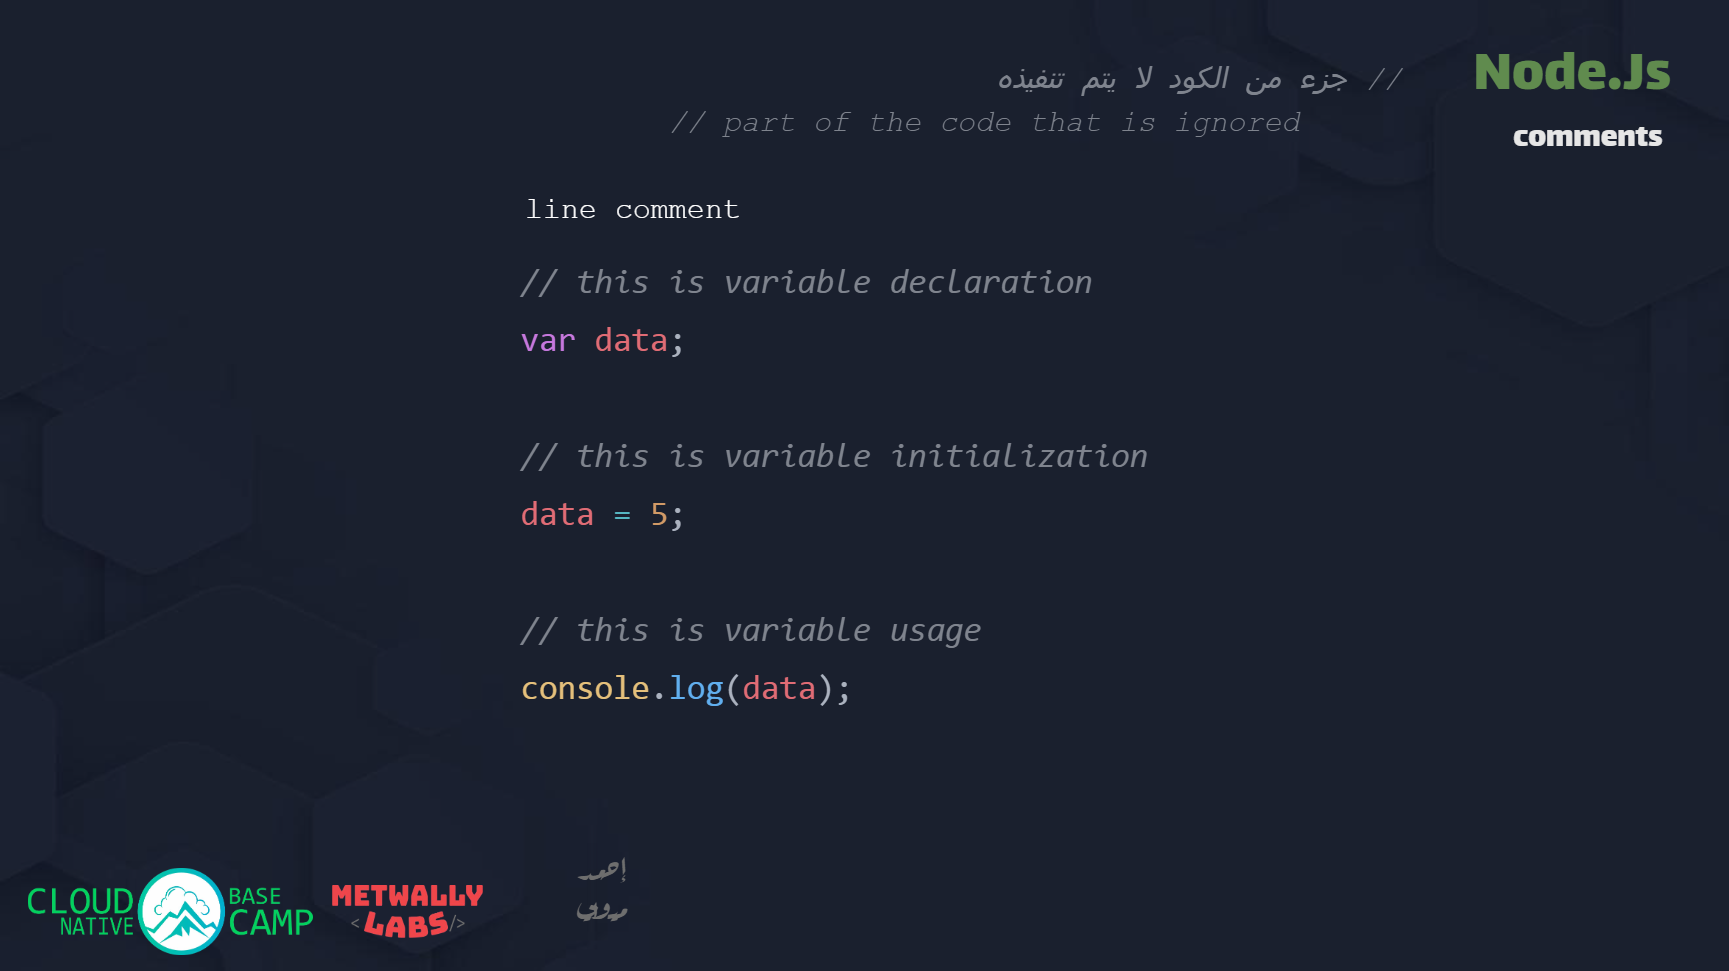 Node.Js
comments
// جزء من الكود لا يتم تنفيذه
// part of the code that is ignored
line comment
// this is variable declaration
var data;
// this is variable initialization
data = 5;
// this is variable usage
console.log(data);
CLOUD NATIVE BASE CAMP
METWALLY
<LABS/>